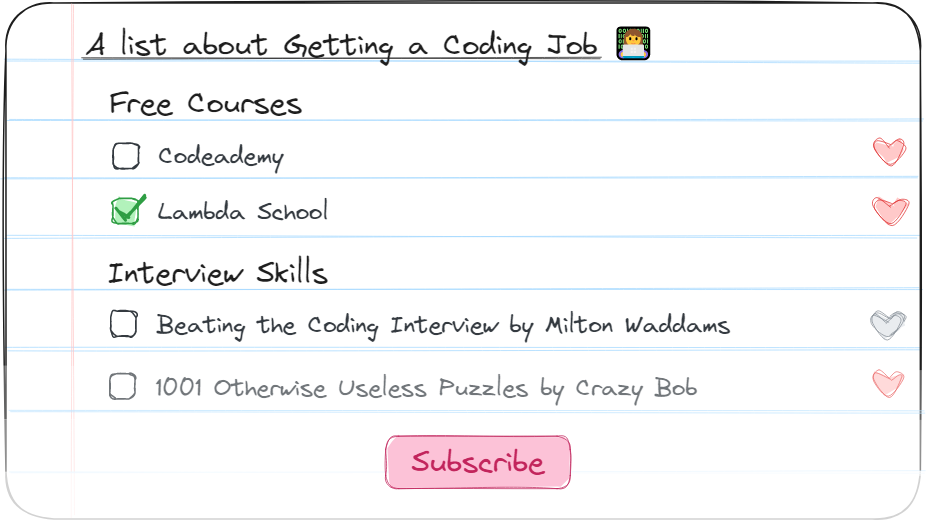 A list about Getting a Coding Job
Free Courses
Codeademy
Lambda School
Interview Skills
Beating the Coding Interview by Milton Waddams
1001 Otherwise Useless Puzzles by Crazy Bob
Subscribe